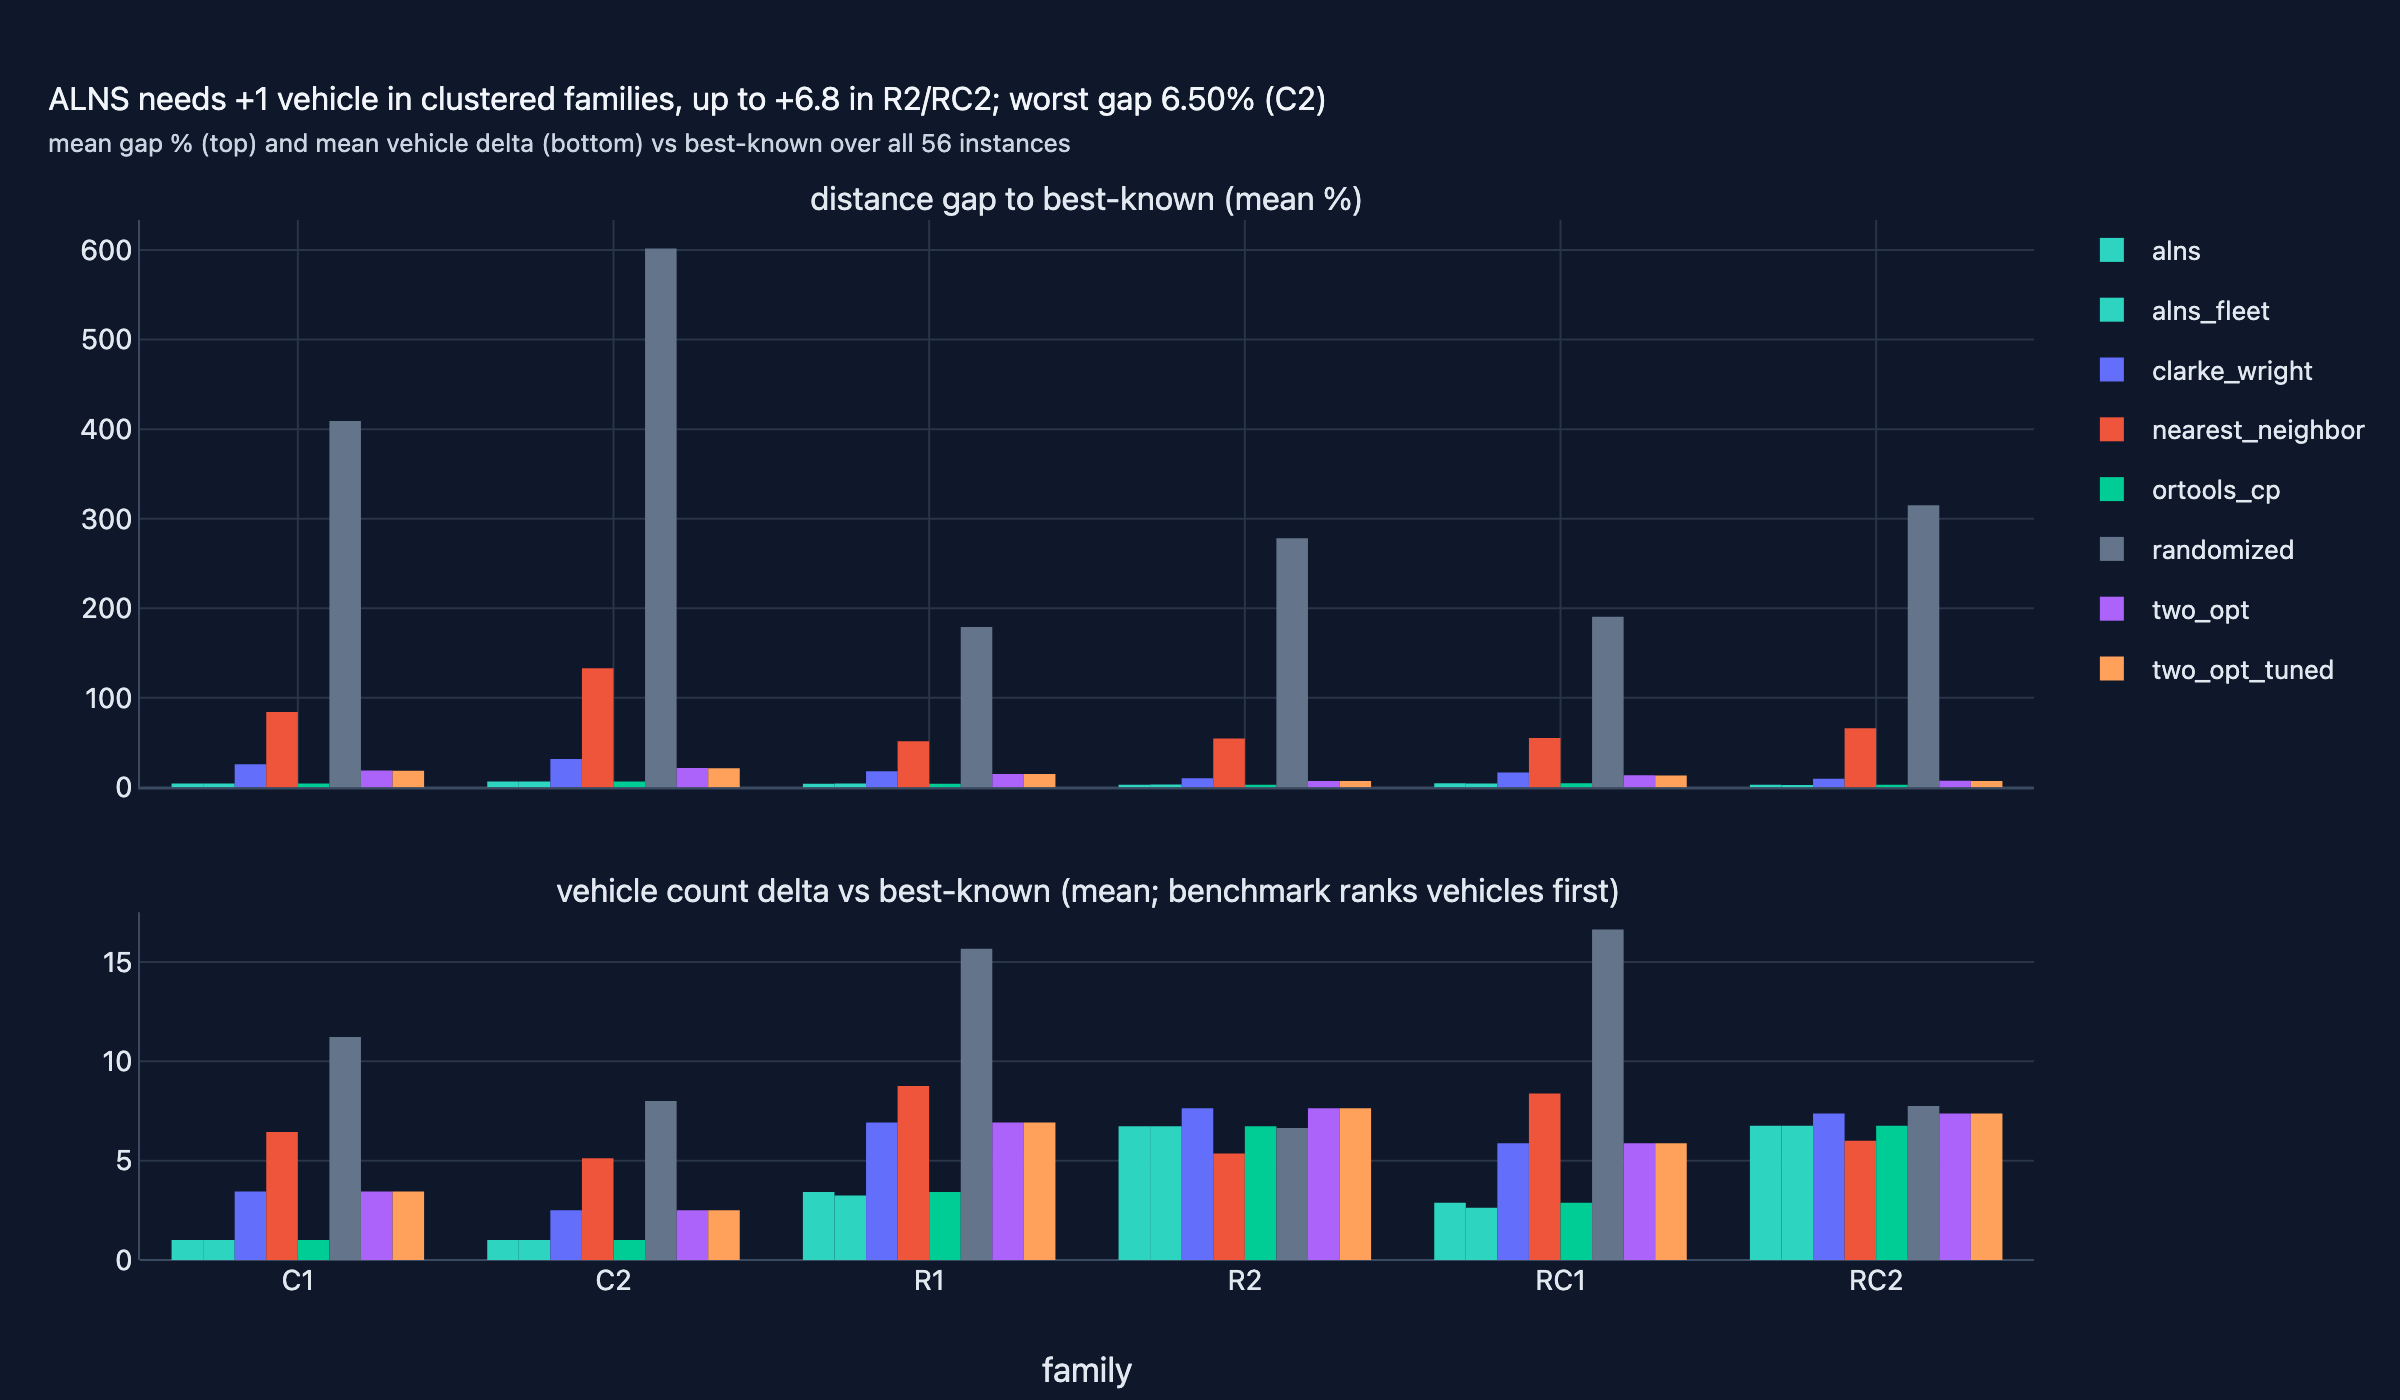 ALNS needs +1 vehicle in clustered families, up to +6.8 in R2/RC2; worst gap 6.50% (C2)
mean gap % (top) and mean vehicle delta (bottom) vs best-known over all 56 instances
distance gap to best-known (mean %)
600
500
400
300
200
100
0
alns
alns_fleet
clarke_wright
nearest_neighbor
ortools_cp
randomized
two_opt
two_opt_tuned
vehicle count delta vs best-known (mean; benchmark ranks vehicles first)
15
10
5
0
C1
C2
R1
R2
RC1
RC2
family